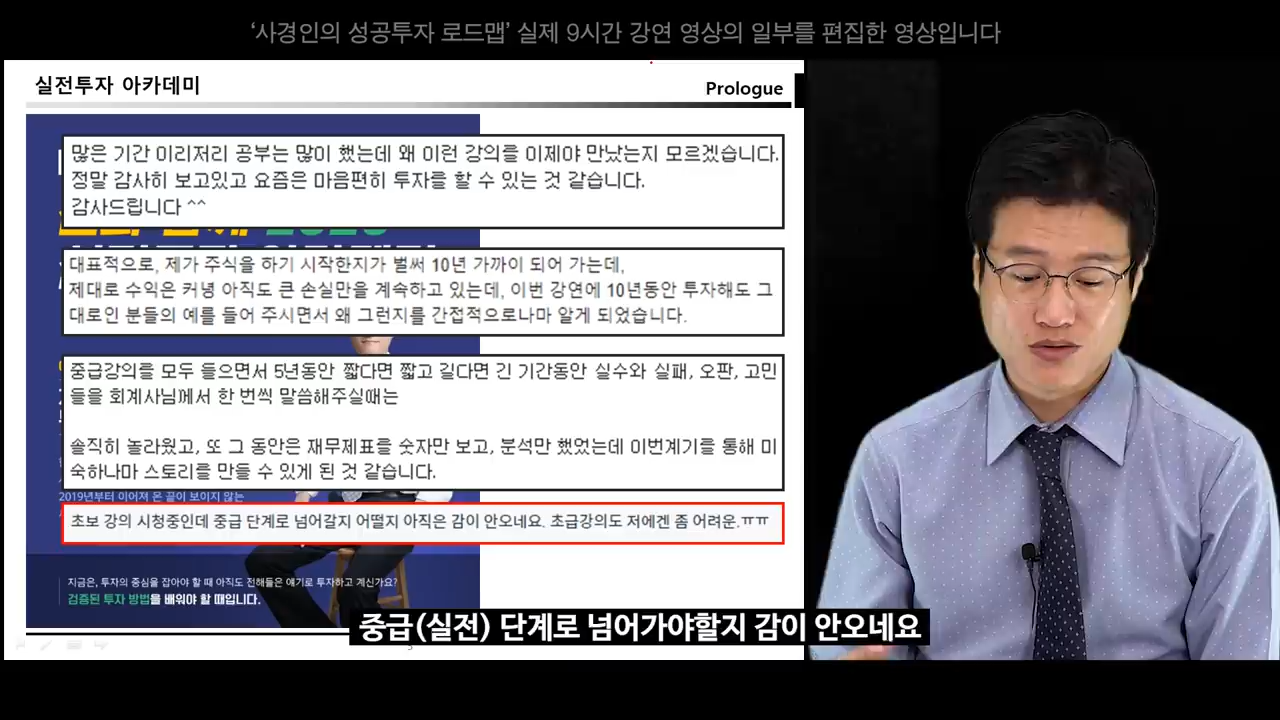 ‘사경인의 성공투자 로드맵’ 실제 9시간 강연 영상의 일부를 편집한 영상입니다
실전투자 아카데미
Prologue
많은 기간 이리저리 공부는 많이 했는데 왜 이런 강의를 이제야 만났는지 모르겠습니다.
정말 감사히 보고있고 요즘은 마음편히 투자를 할 수 있는 것 같습니다.
감사드립니다 ^^
대표적으로, 제가 주식을 하기 시작한지가 벌써 10년 가까이 되어 가는데,
제대로 수익은 커녕 아직도 큰 손실만을 계속하고 있는데, 이번 강연에 10년동안 투자해도 그
대로인 분들의 예를 들어 주시면서 왜 그런지를 간접적으로나마 알게 되었습니다.
중급강의를 모두 들으면서 5년동안 짧다면 짧고 길다면 긴 기간동안 실수와 실패, 오판, 고민
들을 회계사님께서 한 번씩 말씀해주실때는
솔직히 놀라웠고, 또 그 동안은 재무제표를 숫자만 보고, 분석만 했었는데 이번계기를 통해 미
숙하나마 스토리를 만들 수 있게 된 것 같습니다.
2019년부터 이어져 온 끝이 보이지 않는
초보 강의 시청중인데 중급 단계로 넘어갈지 어떨지 아직은 감이 안오네요. 초급강의도 저에겐 좀 어려운.ㅠㅠ
지금은, 투자의 중심을 잡아야 할 때 아직도 전해들은 얘기로 투자하고 계신가요?
검증된 투자 방법을 배워야 할 때입니다.
중급(실전) 단계로 넘어가야할지 감이 안오네요